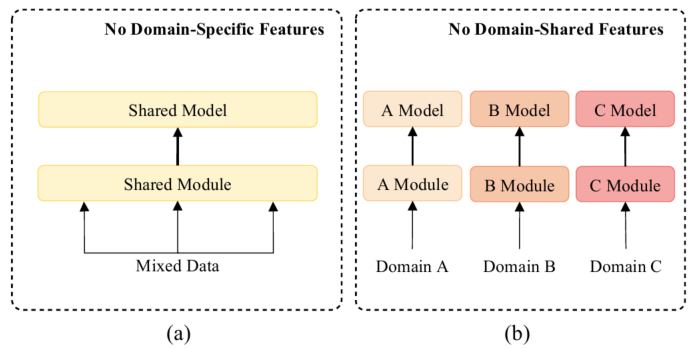 No Domain-Specific Features
Shared Model
Shared Module
Mixed Data
(a)
No Domain-Shared Features
A Model
B Model
C Model
A Module
B Module
C Module
Domain A
Domain B
Domain C
(b)